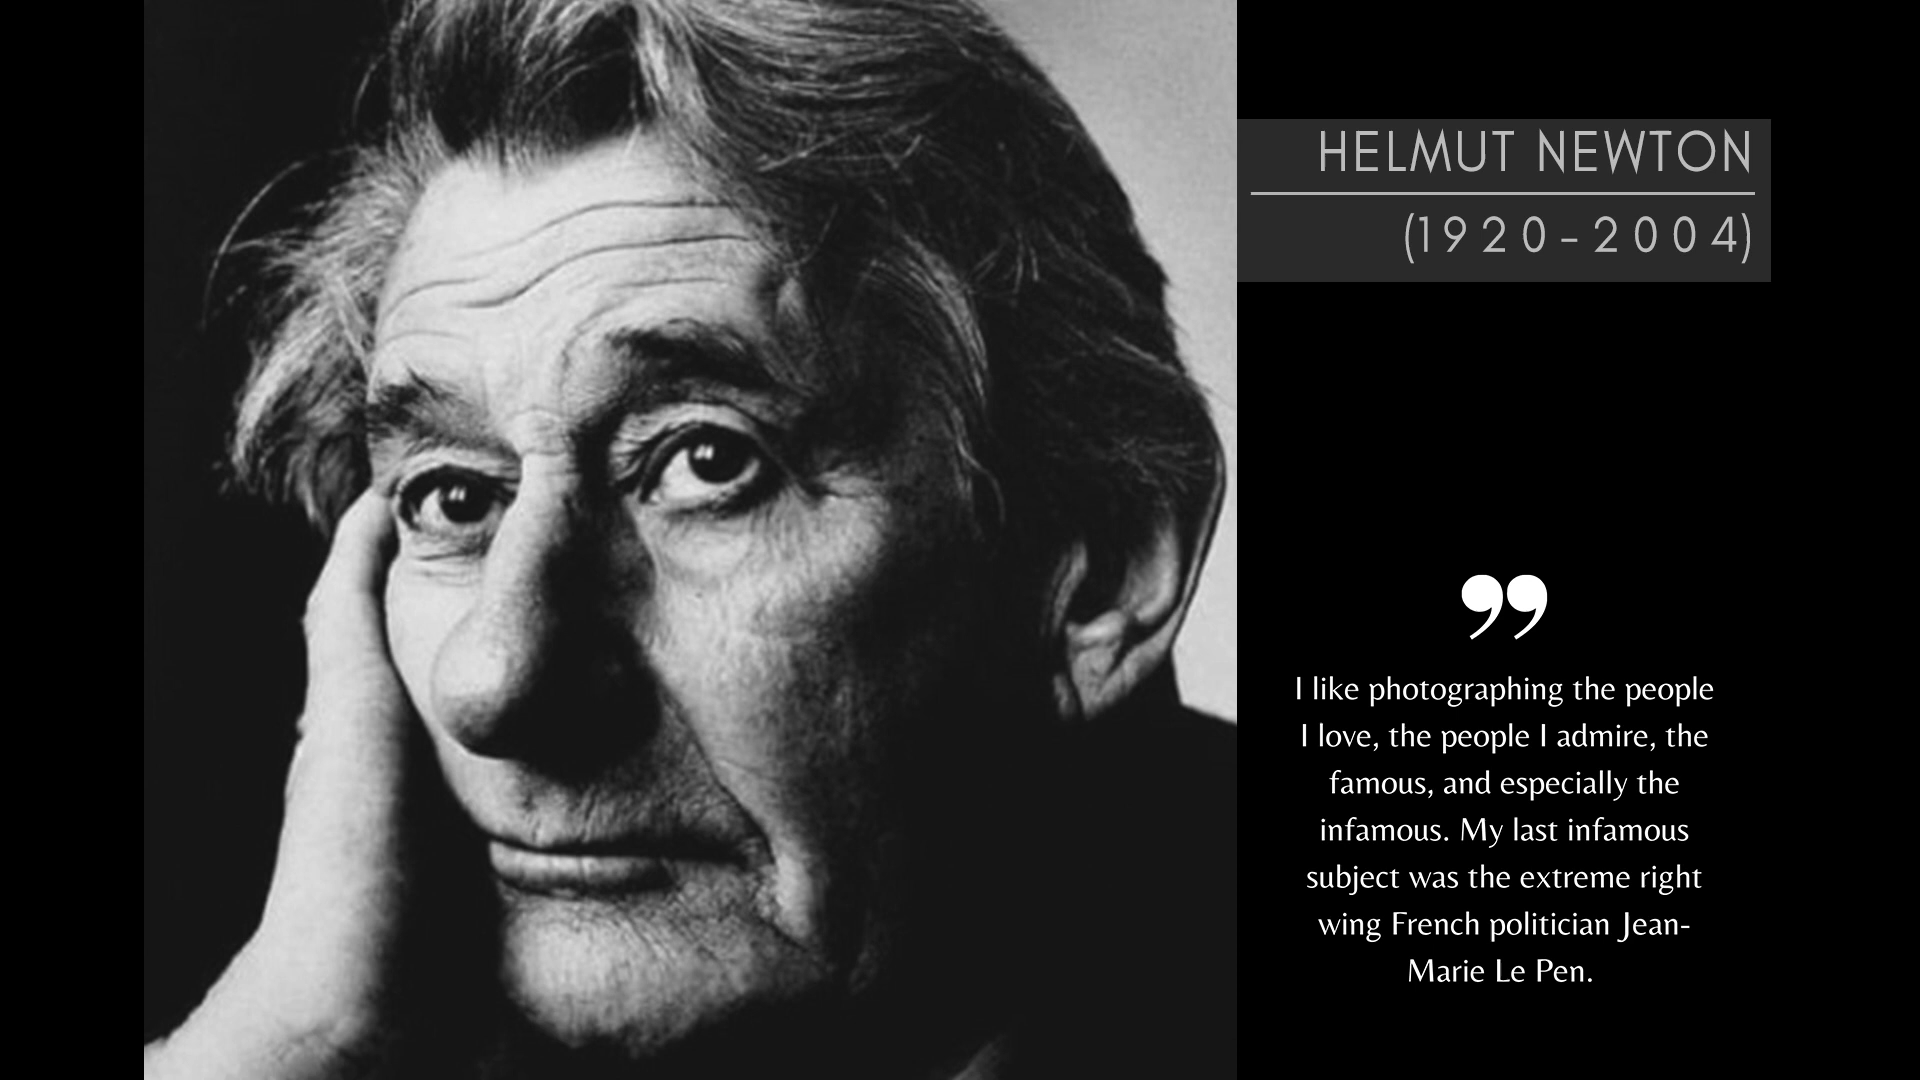 HELMUT NEWTON
(1920-2004)
”
I like photographing the people
I love, the people I admire, the
famous, and especially the
infamous. My last infamous
subject was the extreme right
wing French politician Jean-
Marie Le Pen.